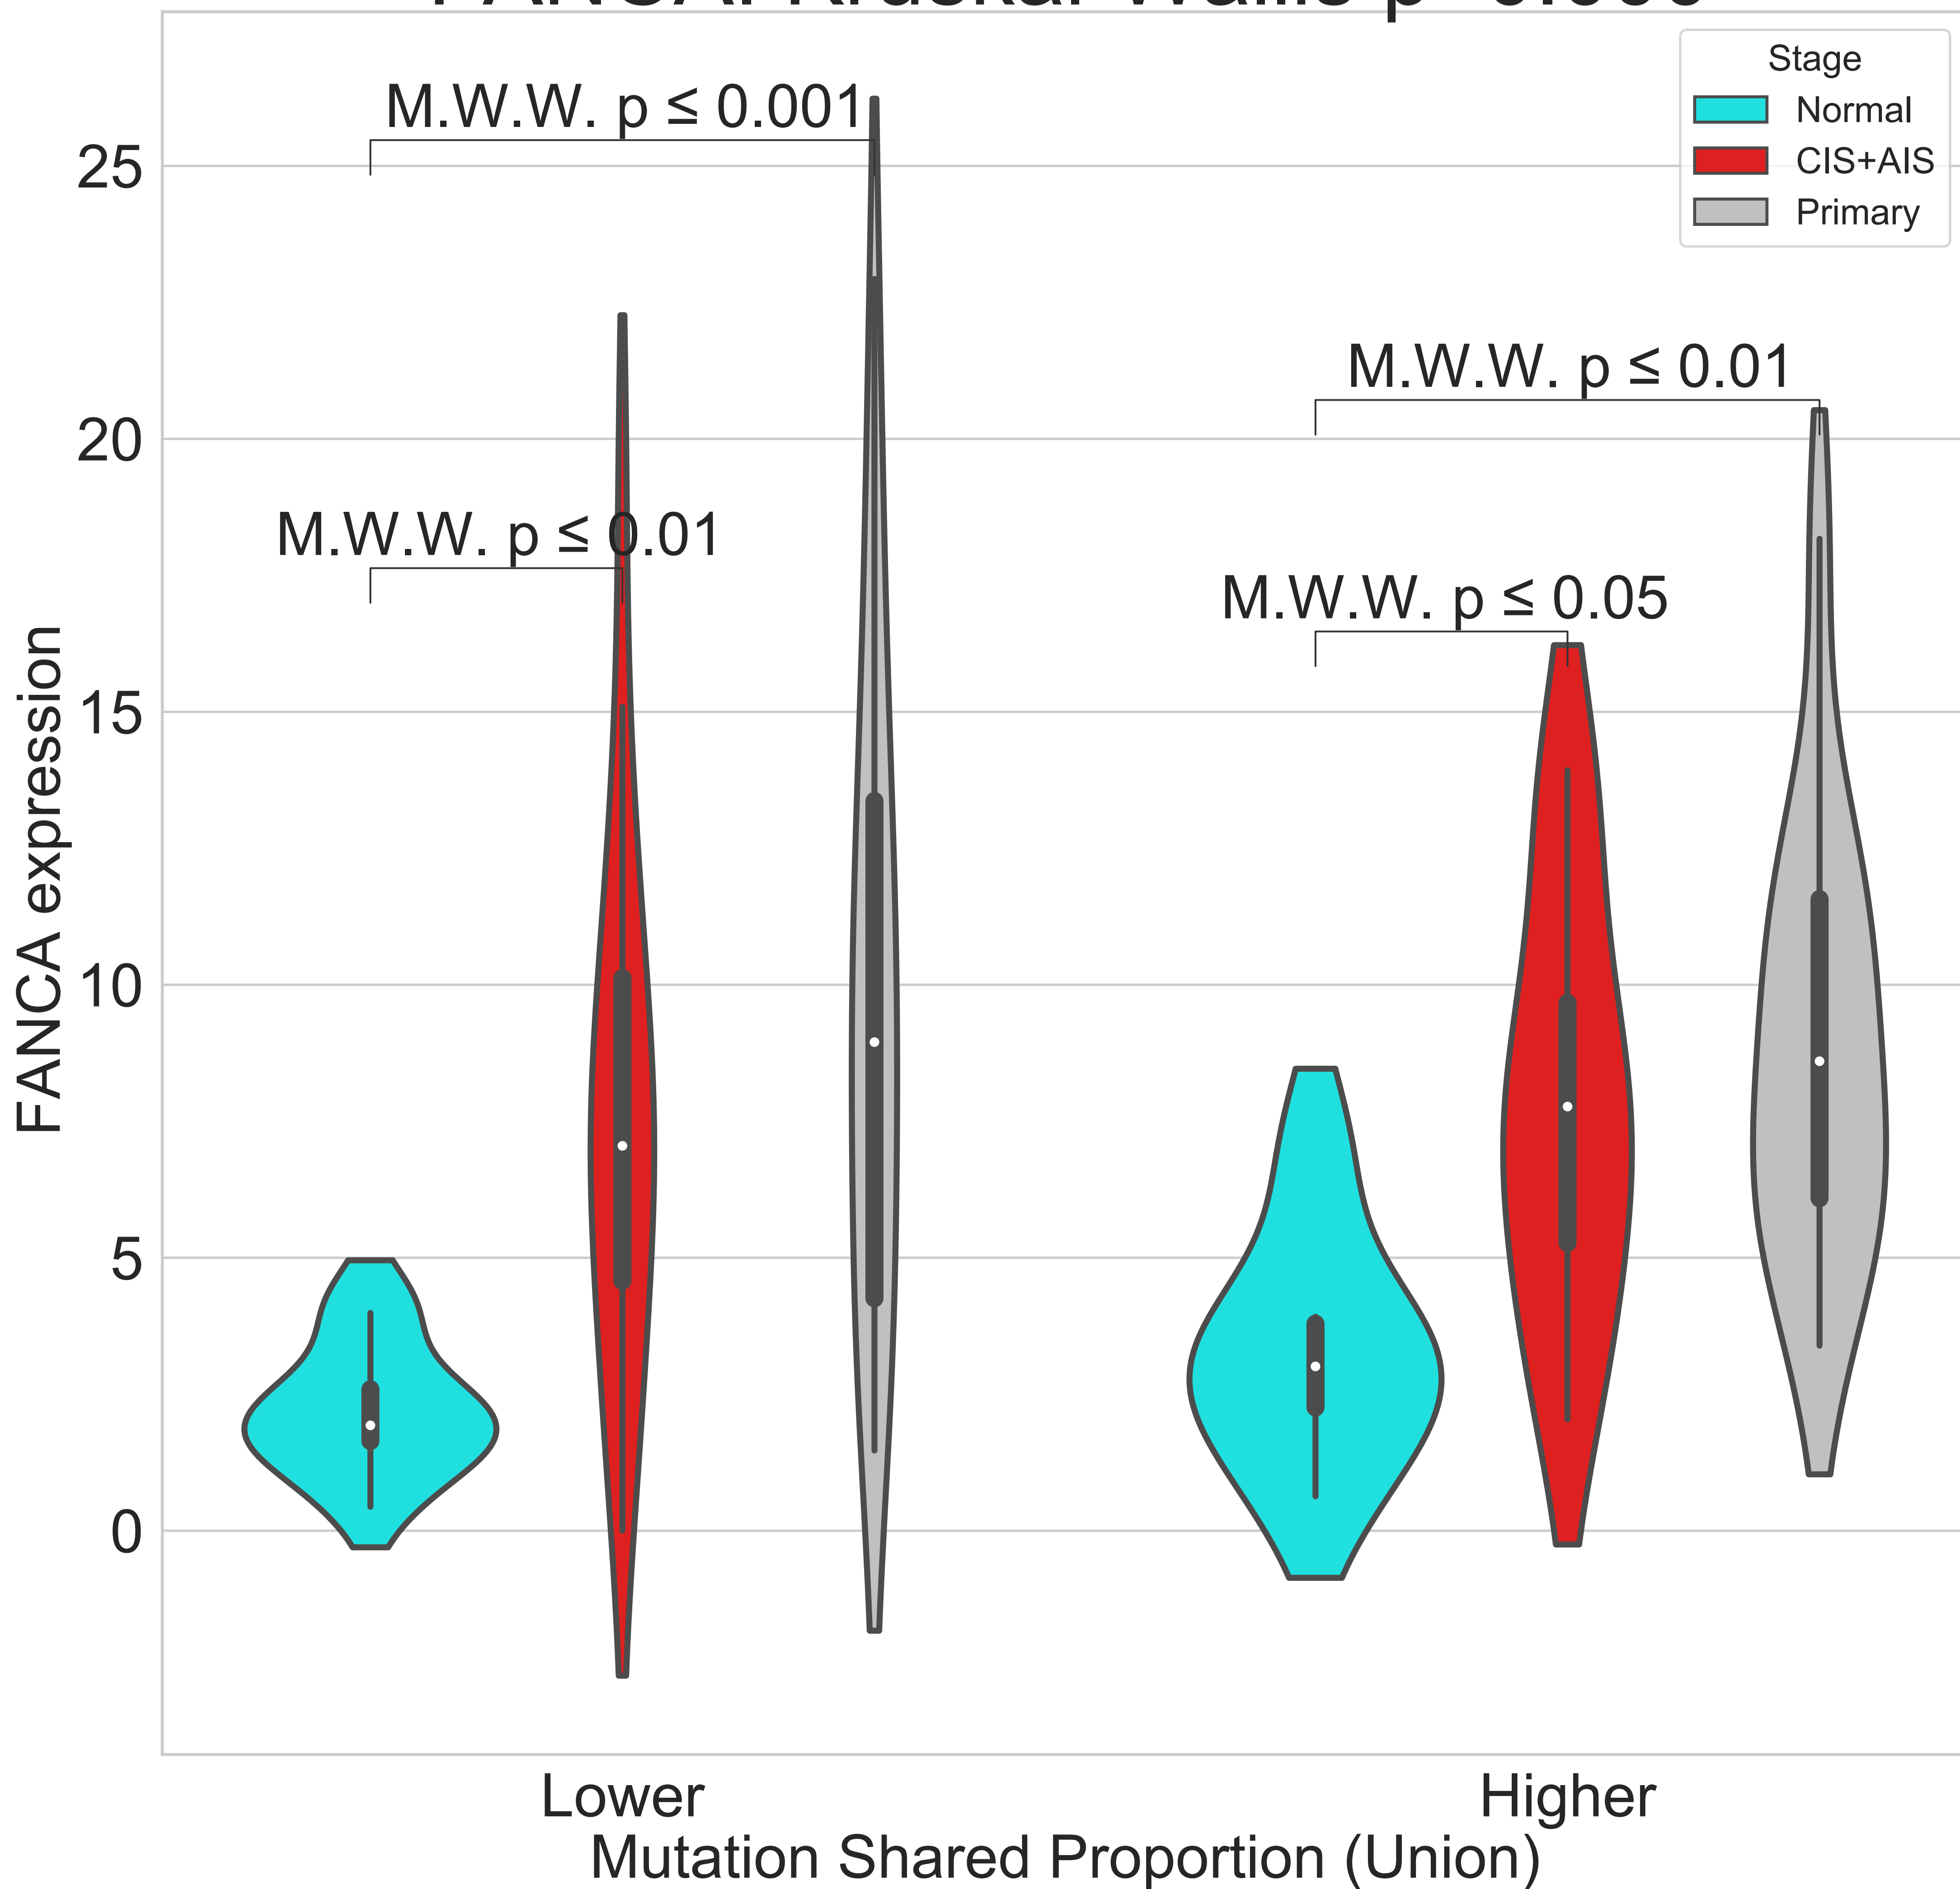 Stage
Normal
CIS+AIS
Primary
M.W.W. p ≤ 0.001
M.W.W. p ≤ 0.01
M.W.W. p ≤ 0.01
M.W.W. p ≤ 0.05
25
20
15
10
5
0
FANCA expression
Lower
Higher
Mutation Shared Proportion (Union)